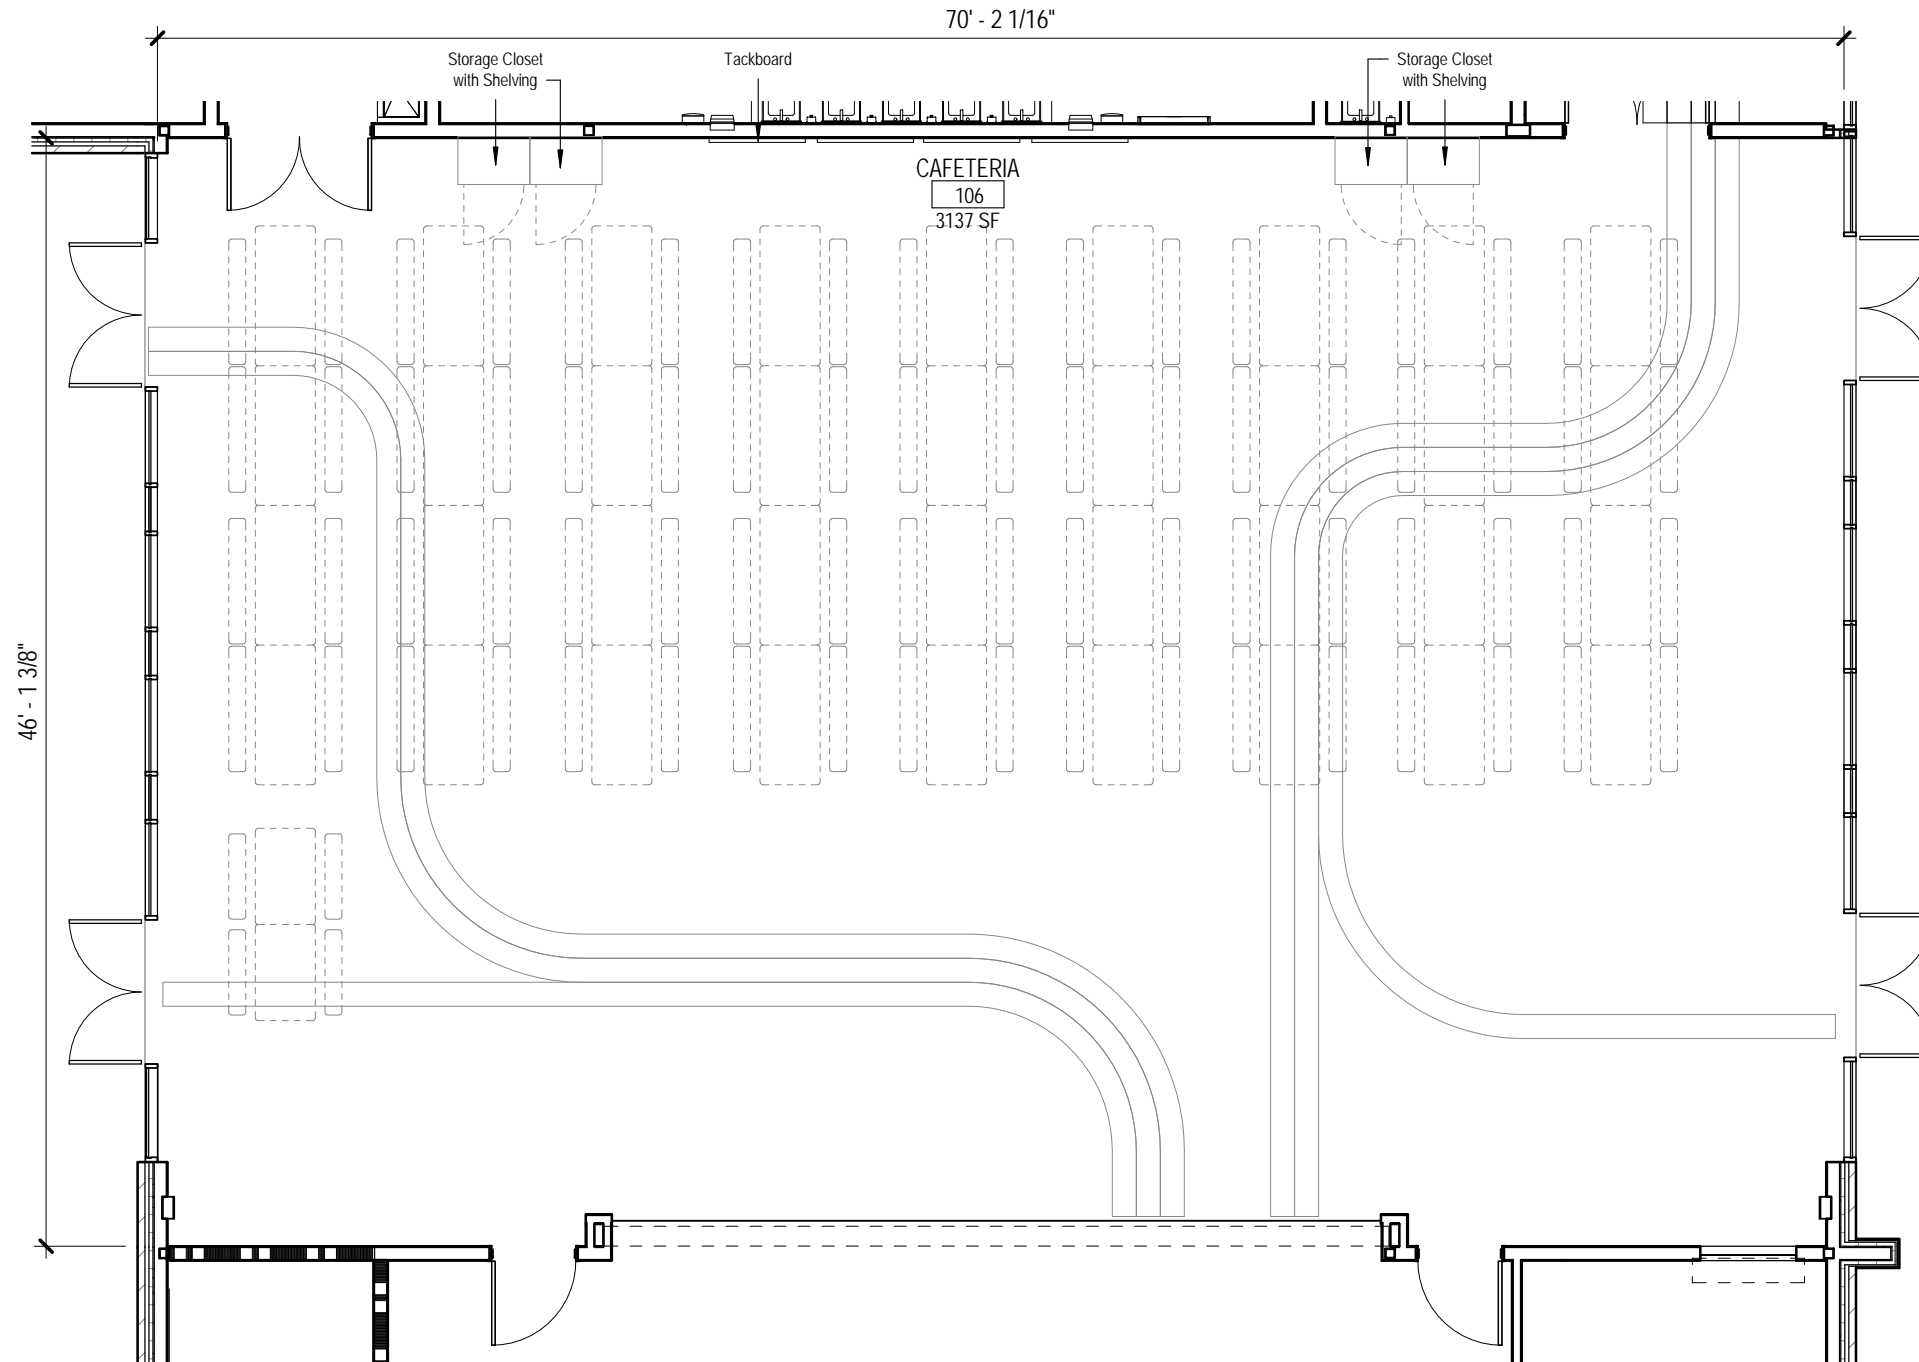 70' - 2 1/16"
Storage Closet
with Shelving
Tackboard
Storage Closet
with Shelving
CAFETERIA
106
3137 SF
46' - 1 3/8"